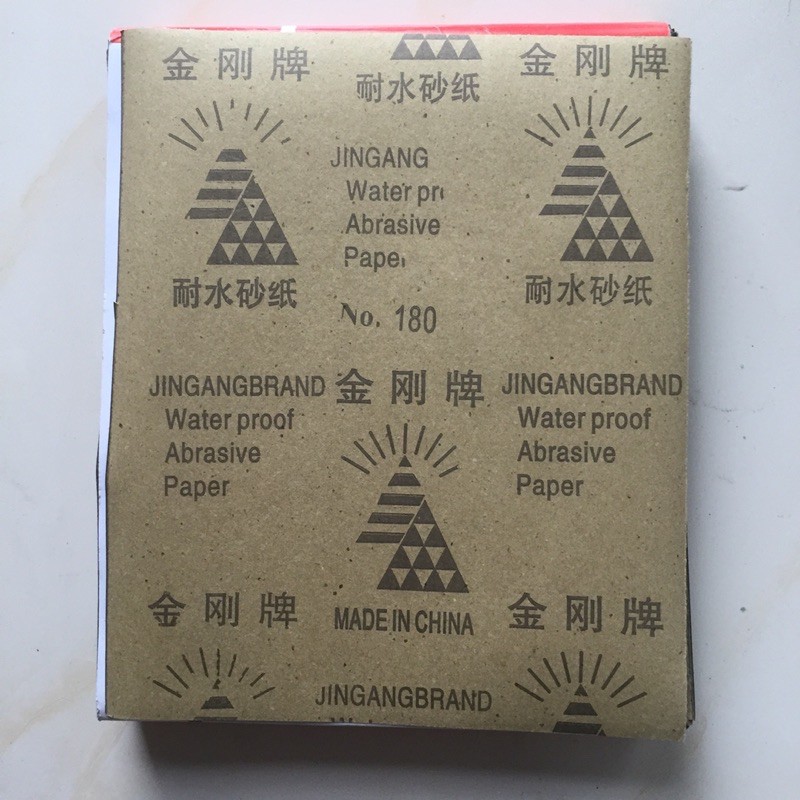 金刚牌
金刚牌
耐水砂纸
JINGANG
Water pr
Abrasive
Pape
耐水砂纸
耐水砂纸
No. 180
JINGANGBRAND
Water proof
Abrasive
Paper
金刚牌
JINGANGBRAND
Water proof
Abrasive
Paper
金刚牌
MADE IN CHINA
金刚牌
JINGANGBRAND